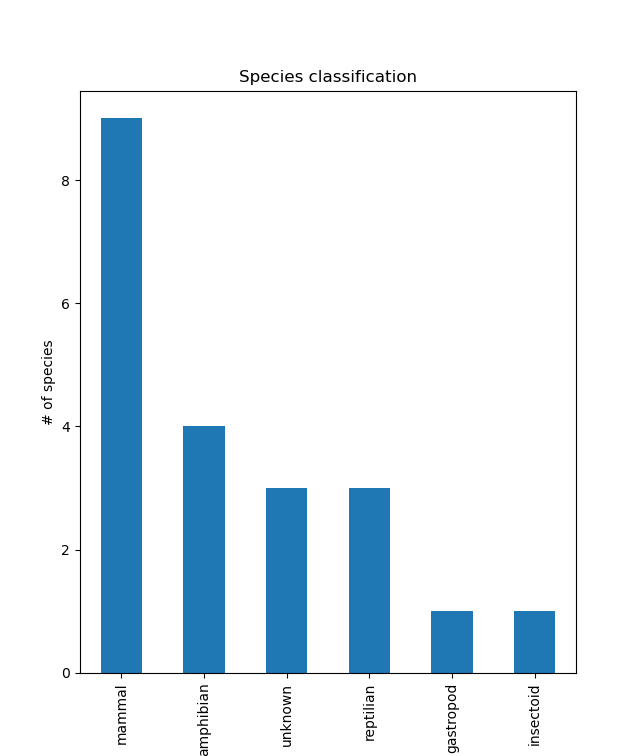 Species classification
# of species
8
6
4
2
0
mammal
amphibian
unknown
reptilian
gastropod
insectoid